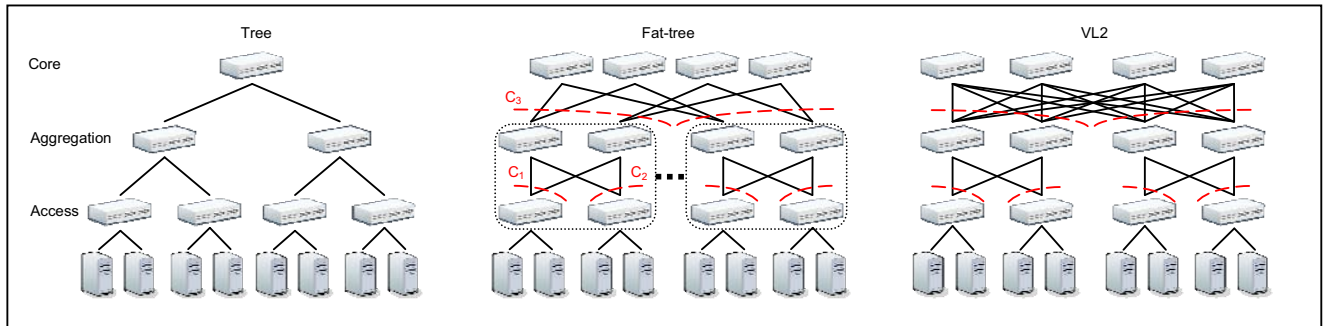 Tree
Fat-tree
VL2
Core
C3
Aggregation
C1
C2
Access